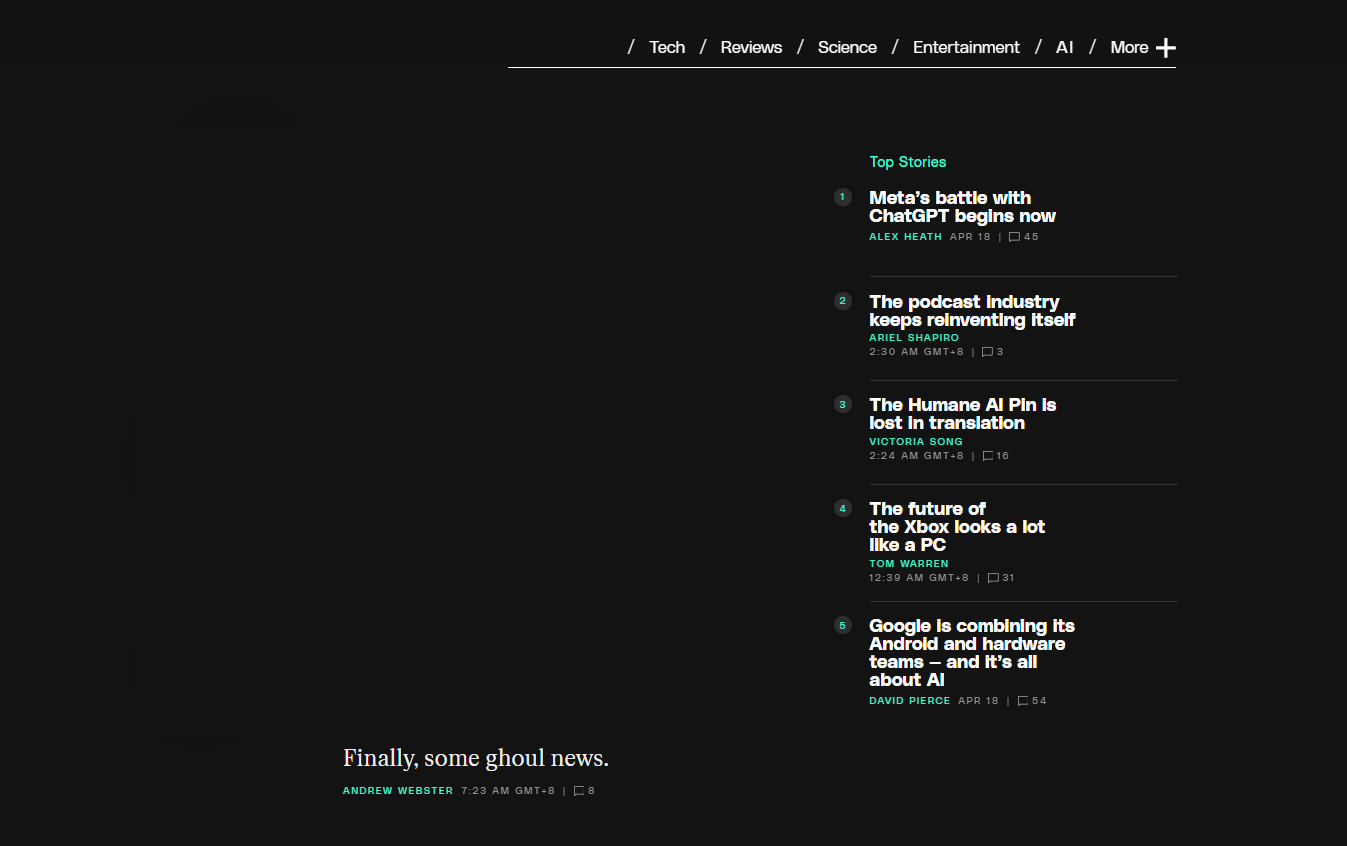 / Tech / Reviews / Science / Entertainment / AI / More
Top Stories
1
Meta's battle with
ChatGPT begins now
ALEX HEATH APR 18 | 45
2
The podcast industry
keeps reinventing itself
ARIEL SHAPIRO
2:30 AM GMT+8 | 3
3
The Humane AI Pin is
lost in translation
VICTORIA SONG
2:24 AM GMT+8 | 16
4
The future of
the Xbox looks a lot
like a PC
TOM WARREN
12:39 AM GMT+8 | 31
5
Google is combining its
Android and hardware
teams — and it's all
about AI
DAVID PIERCE APR 18 | 54
Finally, some ghoul news.
ANDREW WEBSTER 7:23 AM GMT+8 | 8